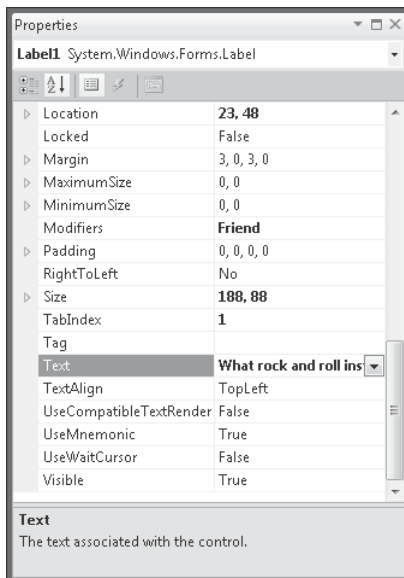 Properties
Label1 System.Windows.Forms.Label
Location 23, 48
Locked False
Margin 3, 0, 3, 0
MaximumSize 0, 0
MinimumSize 0, 0
Modifiers Friend
Padding 0, 0, 0, 0
RightToLeft No
Size 188, 88
TabIndex 1
Tag
Text What rock and roll ins
TextAlign TopLeft
UseCompatibleTextRender False
UseMnemonic True
UseWaitCursor False
Visible True
Text
The text associated with the control.